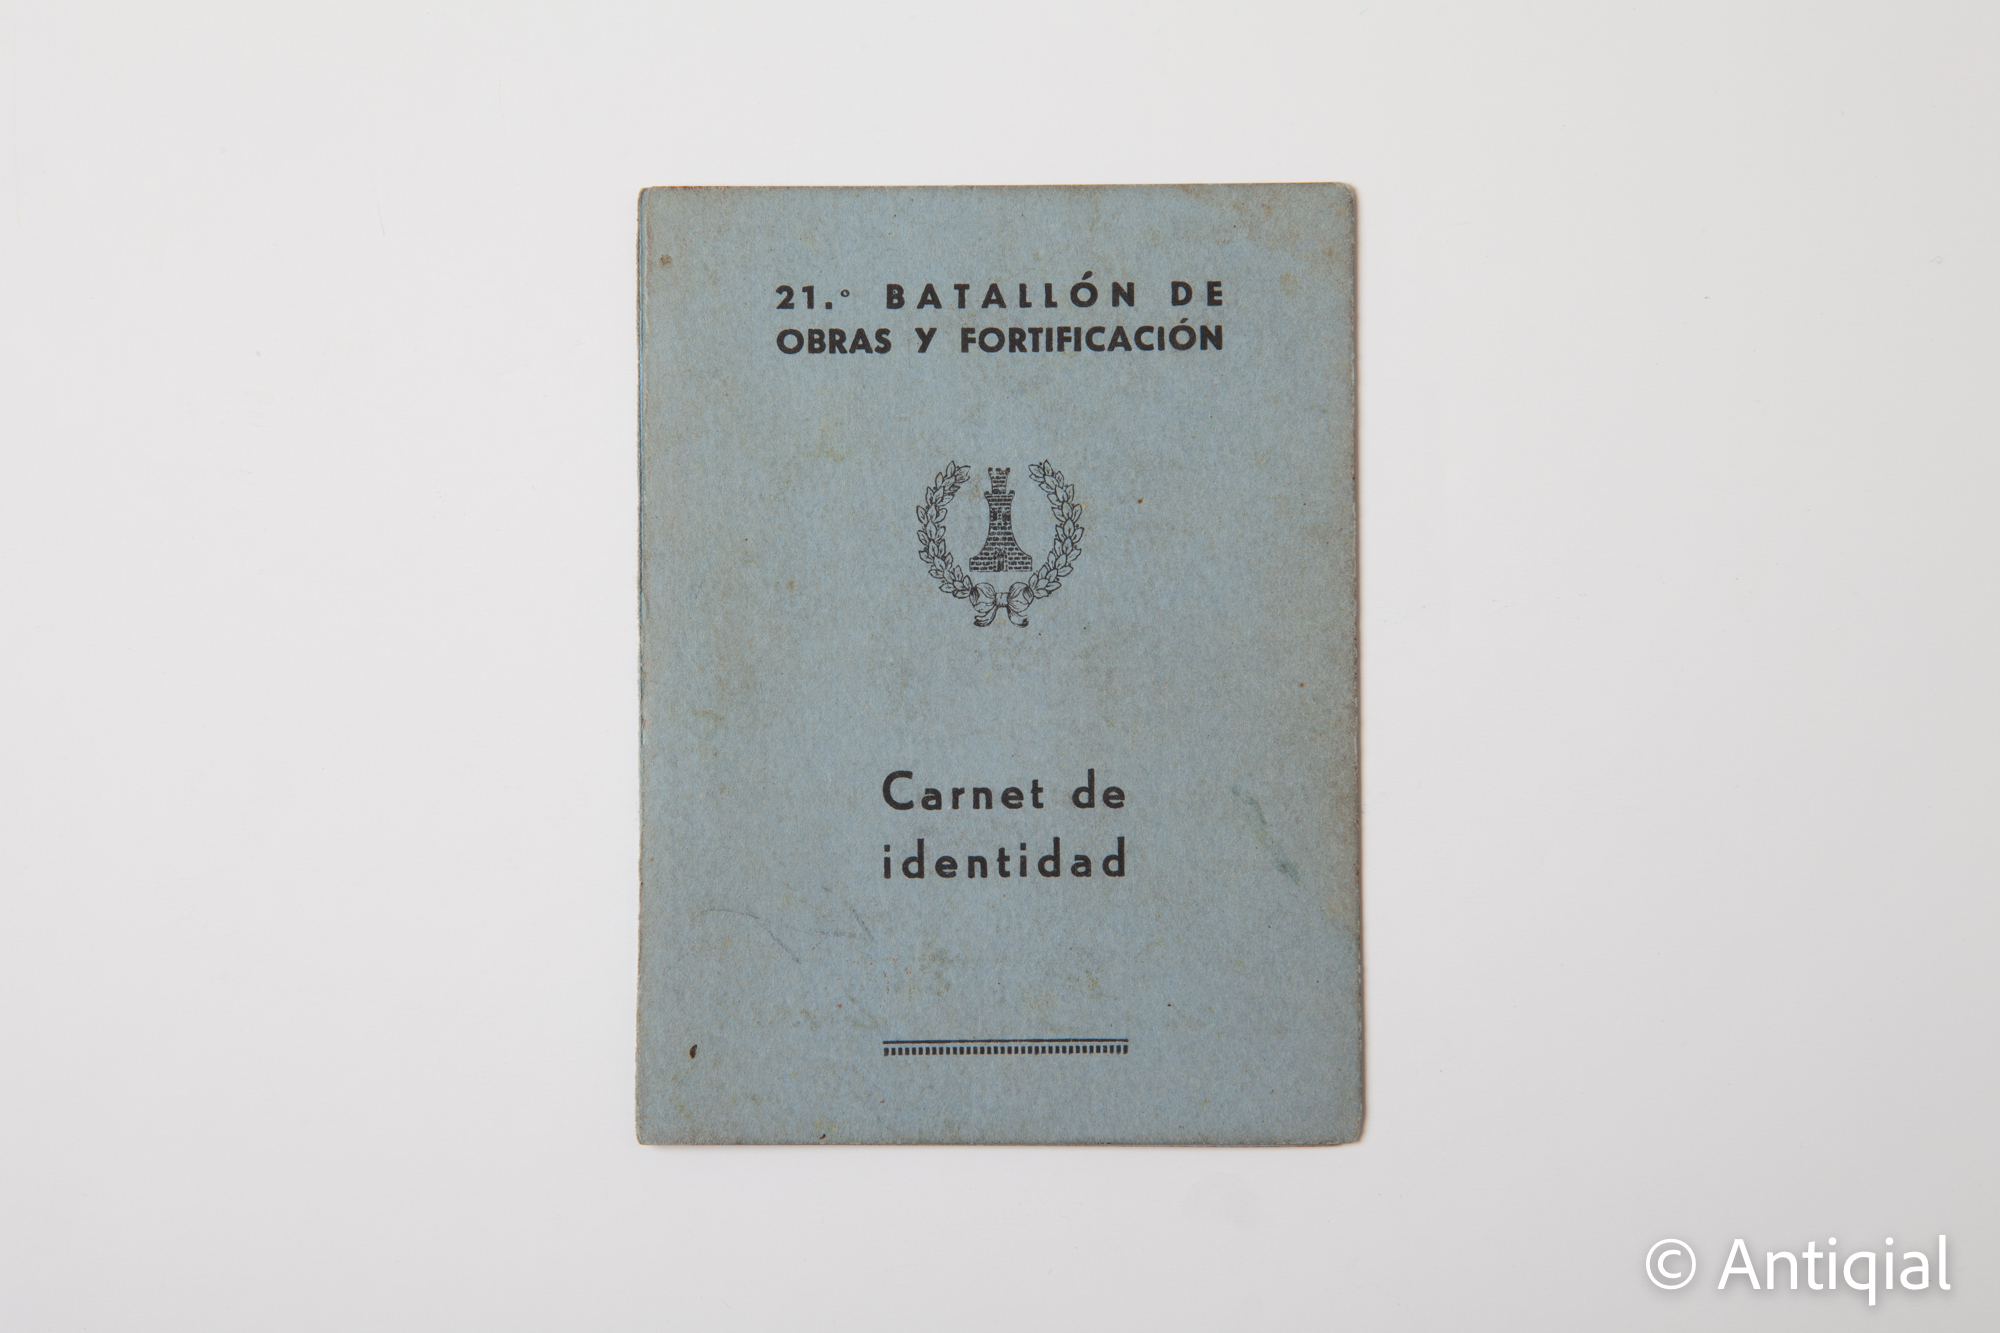 21.º BATALLÓN DE
OBRAS Y FORTIFICACIÓN
Carnet de
identidad
© Antiqial